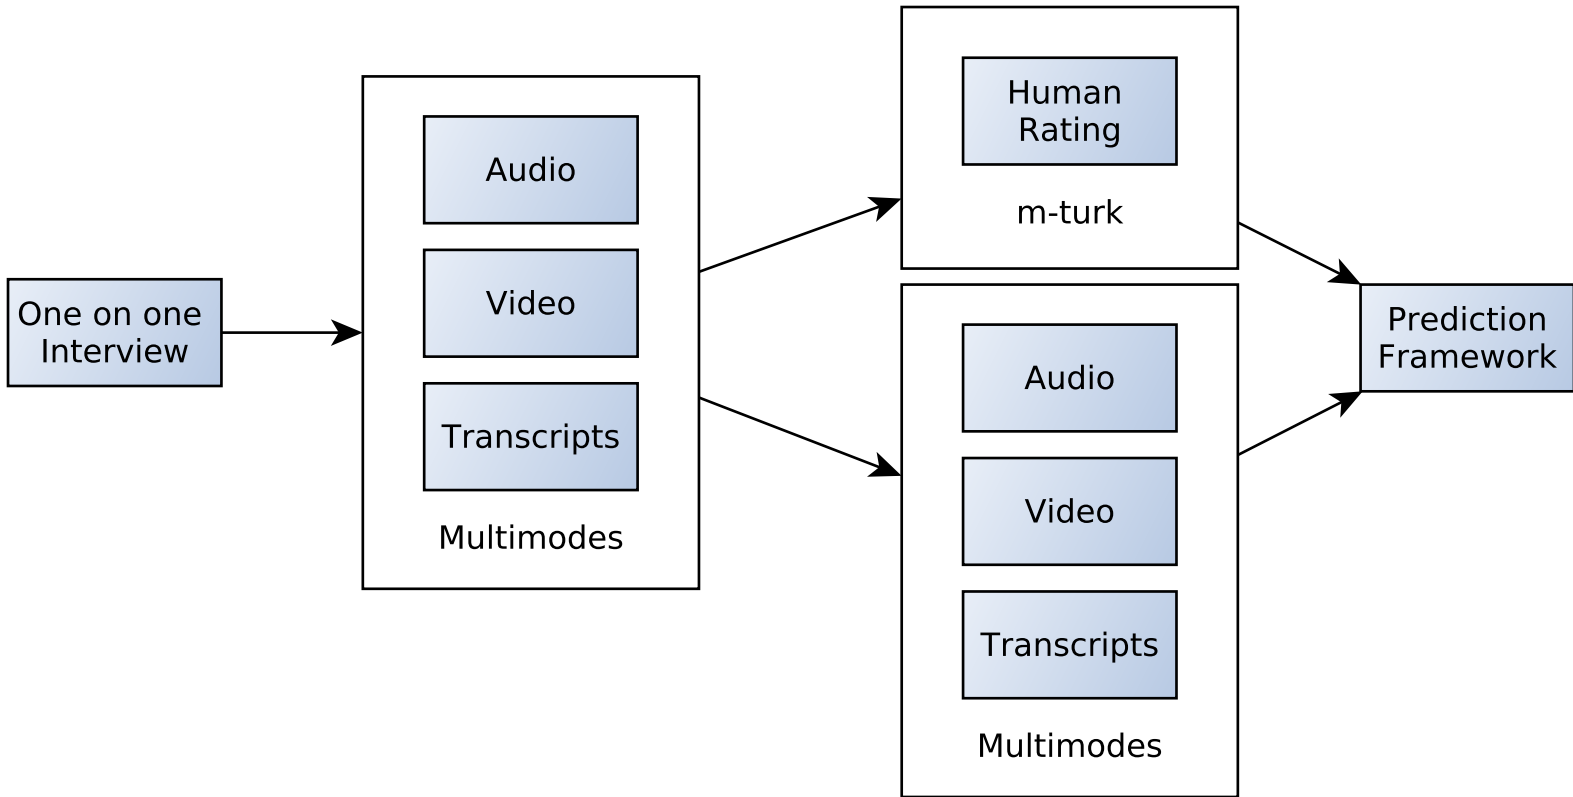 One on one
Interview
Audio
Video
Transcripts
Multimodes
Human
Rating
m-turk
Audio
Video
Transcripts
Multimodes
Prediction
Framework